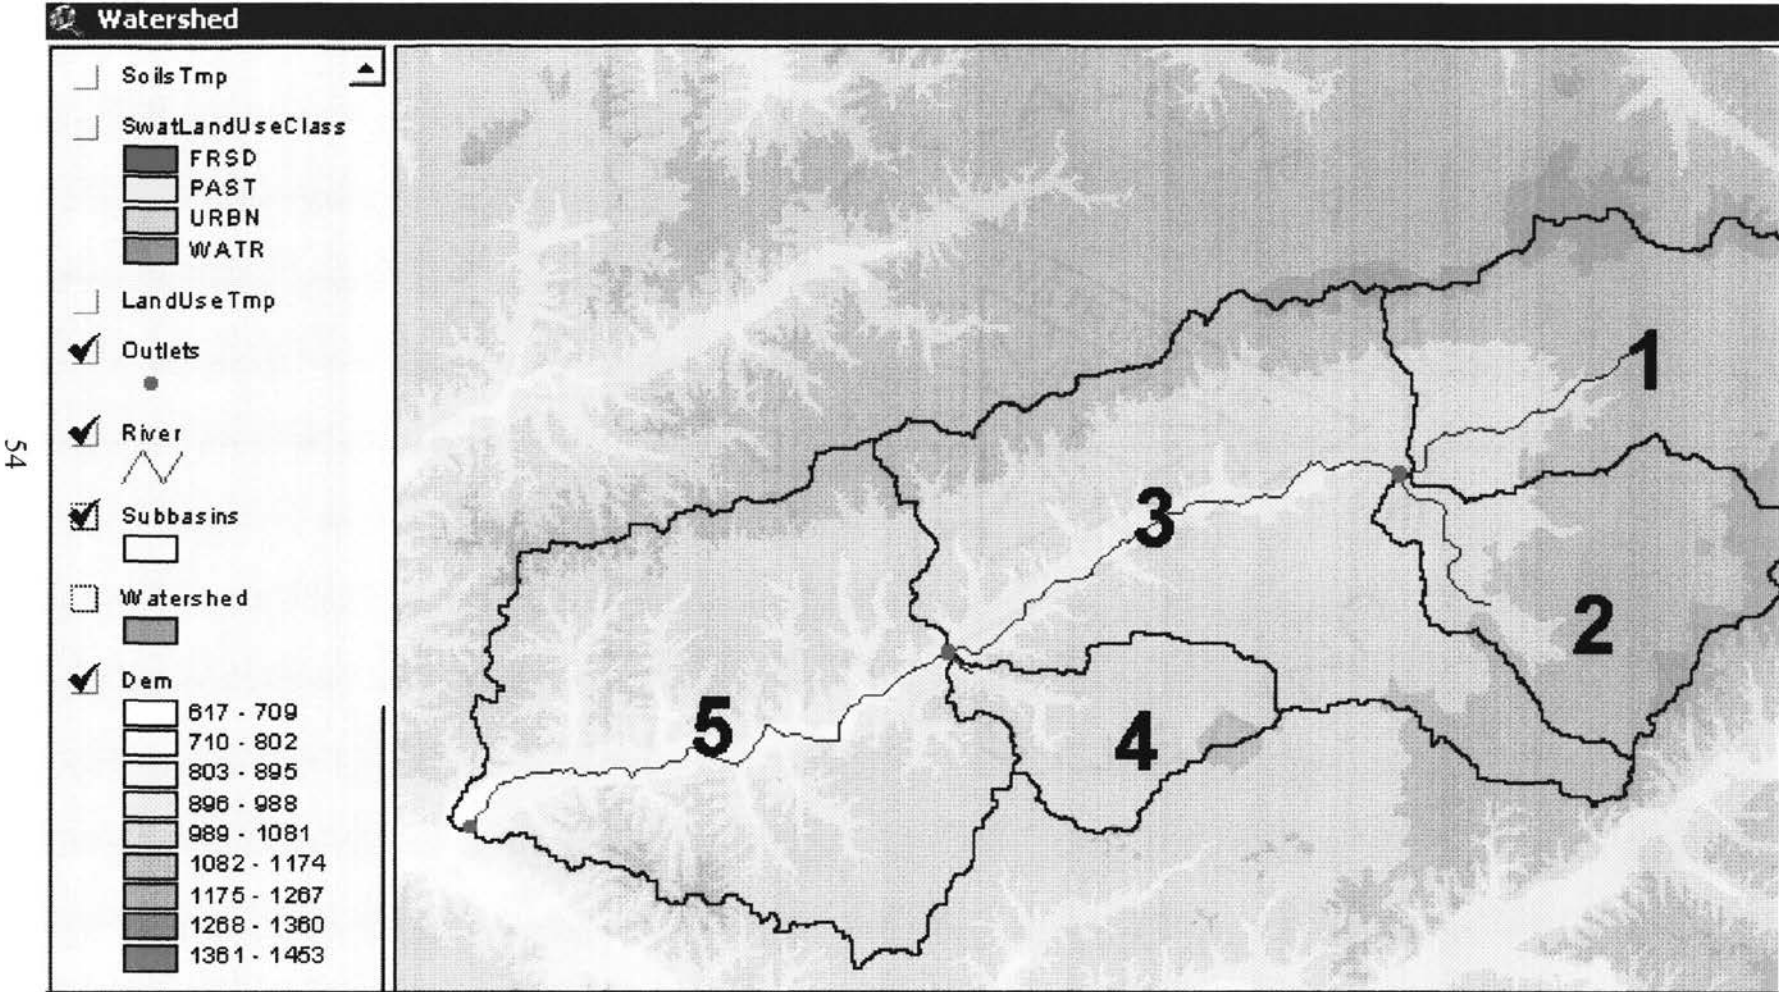 Watershed
SoilsTmp
SwatLandUseClass
FRSD
PAST
URBN
WATR
LandUseTmp
Outlets
River
Subbasins
Watershed
Dem
617 - 709
710 - 802
803 - 895
896 - 988
989 - 1081
1082 - 1174
1175 - 1267
1268 - 1360
1361 - 1453
1
2
3
4
5
54